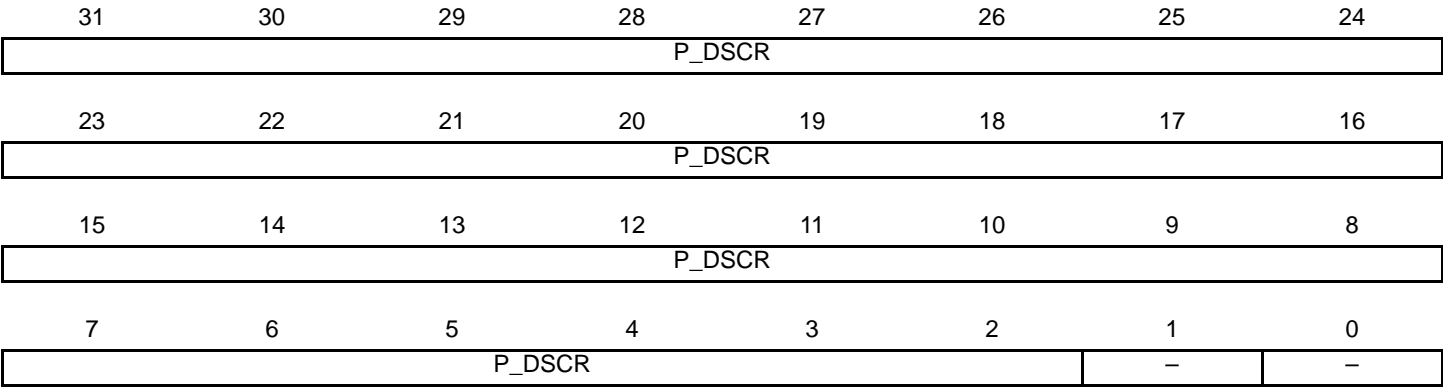 31 30 29 28 27 26 25 24
P_DSCR
23 22 21 20 19 18 17 16
P_DSCR
15 14 13 12 11 10 9 8
P_DSCR
7 6 5 4 3 2 1 0
P_DSCR – –